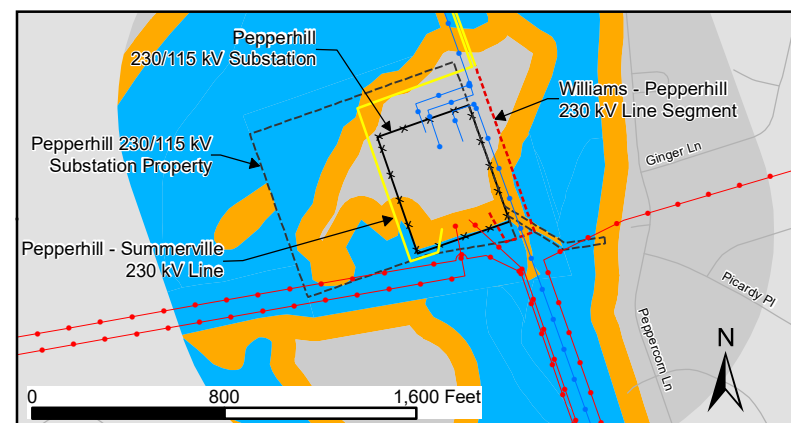 Pepperhill
230/115 kV Substation
Williams - Pepperhill
230 kV Line Segment
Pepperhill 230/115 kV
Substation Property
Ginger Ln
Pepperhill - Summerville
230 kV Line
Picardy Pl
Peppercorn Ln
N
0 800 1,600 Feet